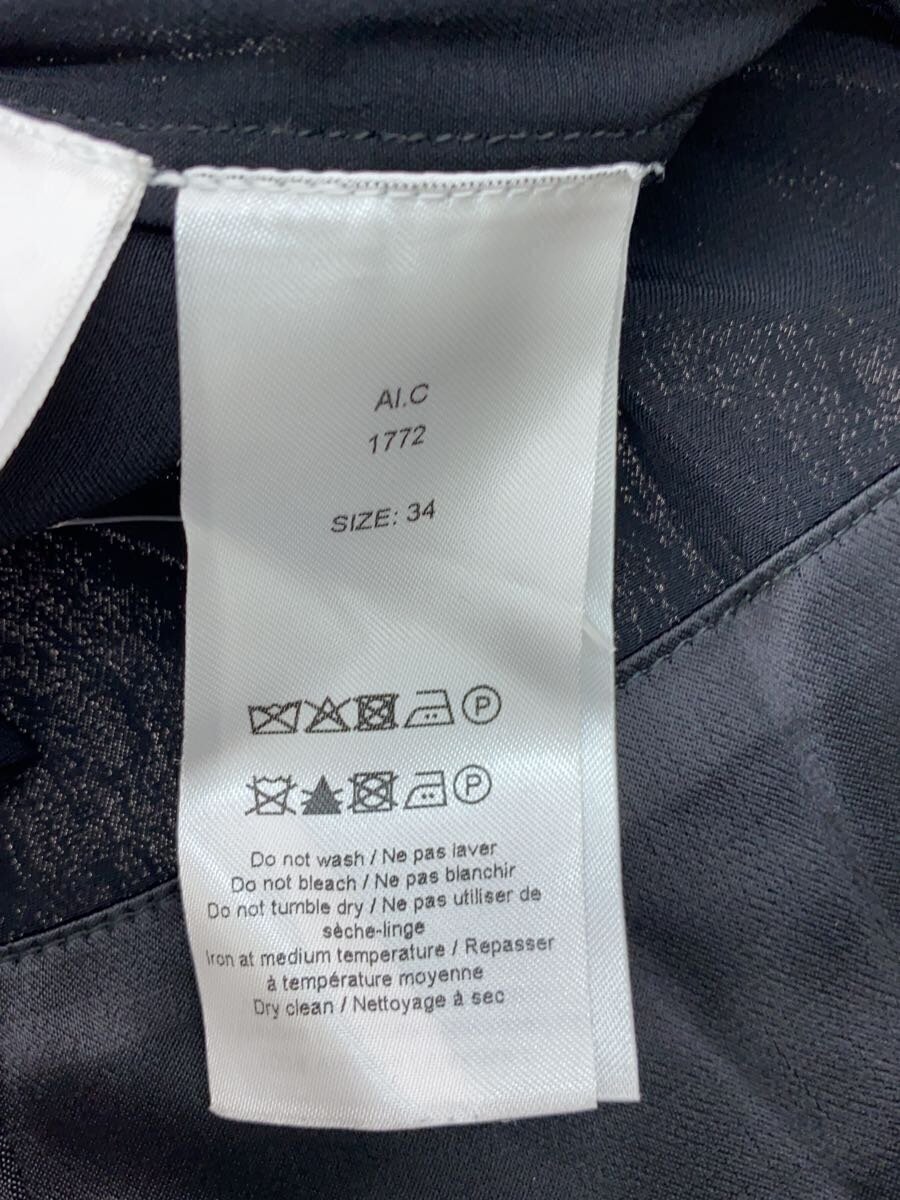 AI.C
1772
SIZE: 34
P
P
Do not wash / Ne pas laver
Do not bleach / Ne pas blanchir
Do not tumble dry / Ne pas utiliser de
sèche-linge
Iron at medium temperature / Repasser
à température moyenne
Dry clean / Nettoyage à sec